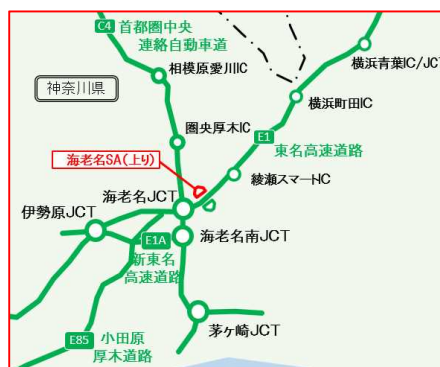 C4 首都圏中央
連絡自動車道
横浜青葉IC/JCT
相模原愛川IC
神奈川県
横浜町田IC
圏央厚木IC
E1
東名高速道路
海老名SA(上り)
綾瀬スマートIC
海老名JCT
伊勢原JCT
E1A
海老名南JCT
新東名
高速道路
茅ヶ崎JCT
E85 小田原
厚木道路